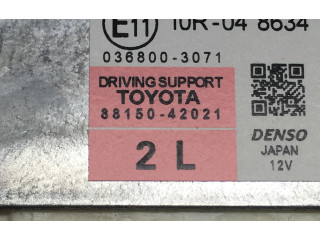 E11 10R-04 8634
036800-3071
DRIVING SUPPORT
TOYOTA
88150-42021
2 L
DENSO
JAPAN
12V